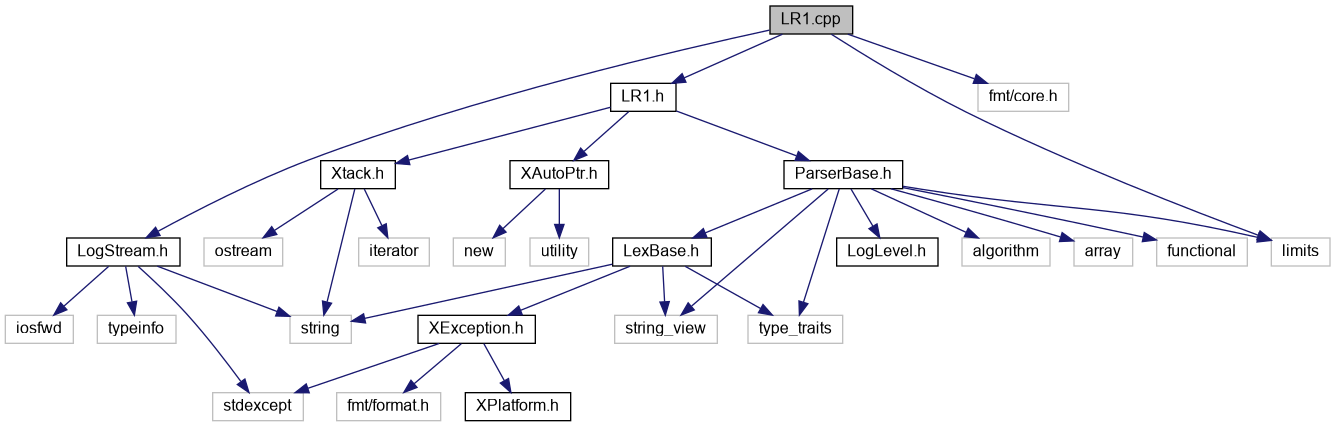 LR1.cpp
LR1.h
fmt/core.h
Xtack.h
XAutoPtr.h
ParserBase.h
LogStream.h
ostream
iterator
new
utility
LexBase.h
LogLevel.h
algorithm
array
functional
limits
iosfwd
typeinfo
string
XException.h
string_view
type_traits
stdexcept
fmt/format.h
XPlatform.h